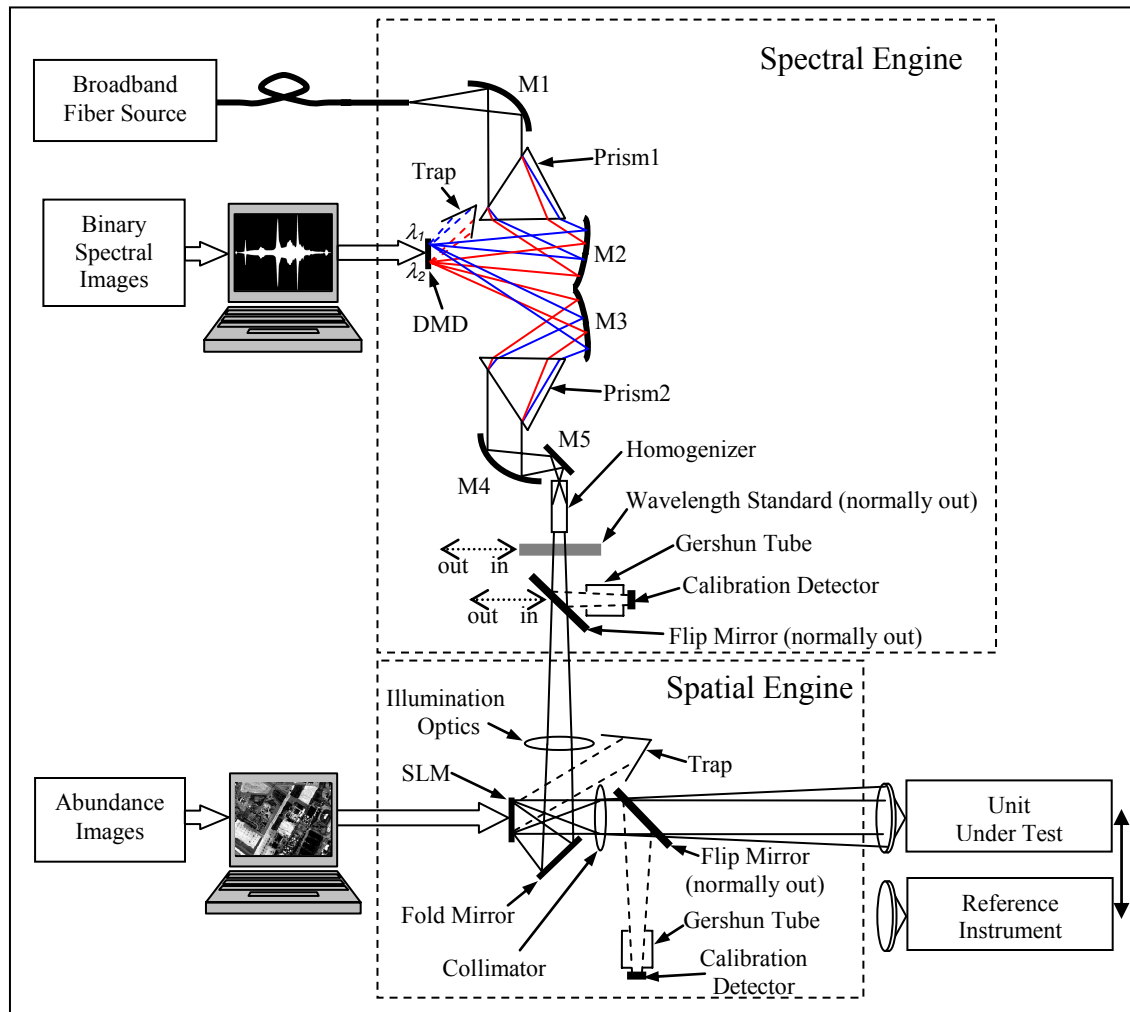 Spectral Engine
Broadband
Fiber Source
M1
Prism1
Trap
Binary
Spectral
Images
λ1
λ2
DMD
M2
M3
Prism2
M5
M4
Homogenizer
Wavelength Standard (normally out)
out in
Gershun Tube
Calibration Detector
out in
Flip Mirror (normally out)
Spatial Engine
Illumination
Optics
Trap
SLM
Abundance
Images
Unit
Under Test
Flip Mirror
(normally out)
Fold Mirror
Collimator
Gershun Tube
Calibration
Detector
Reference
Instrument